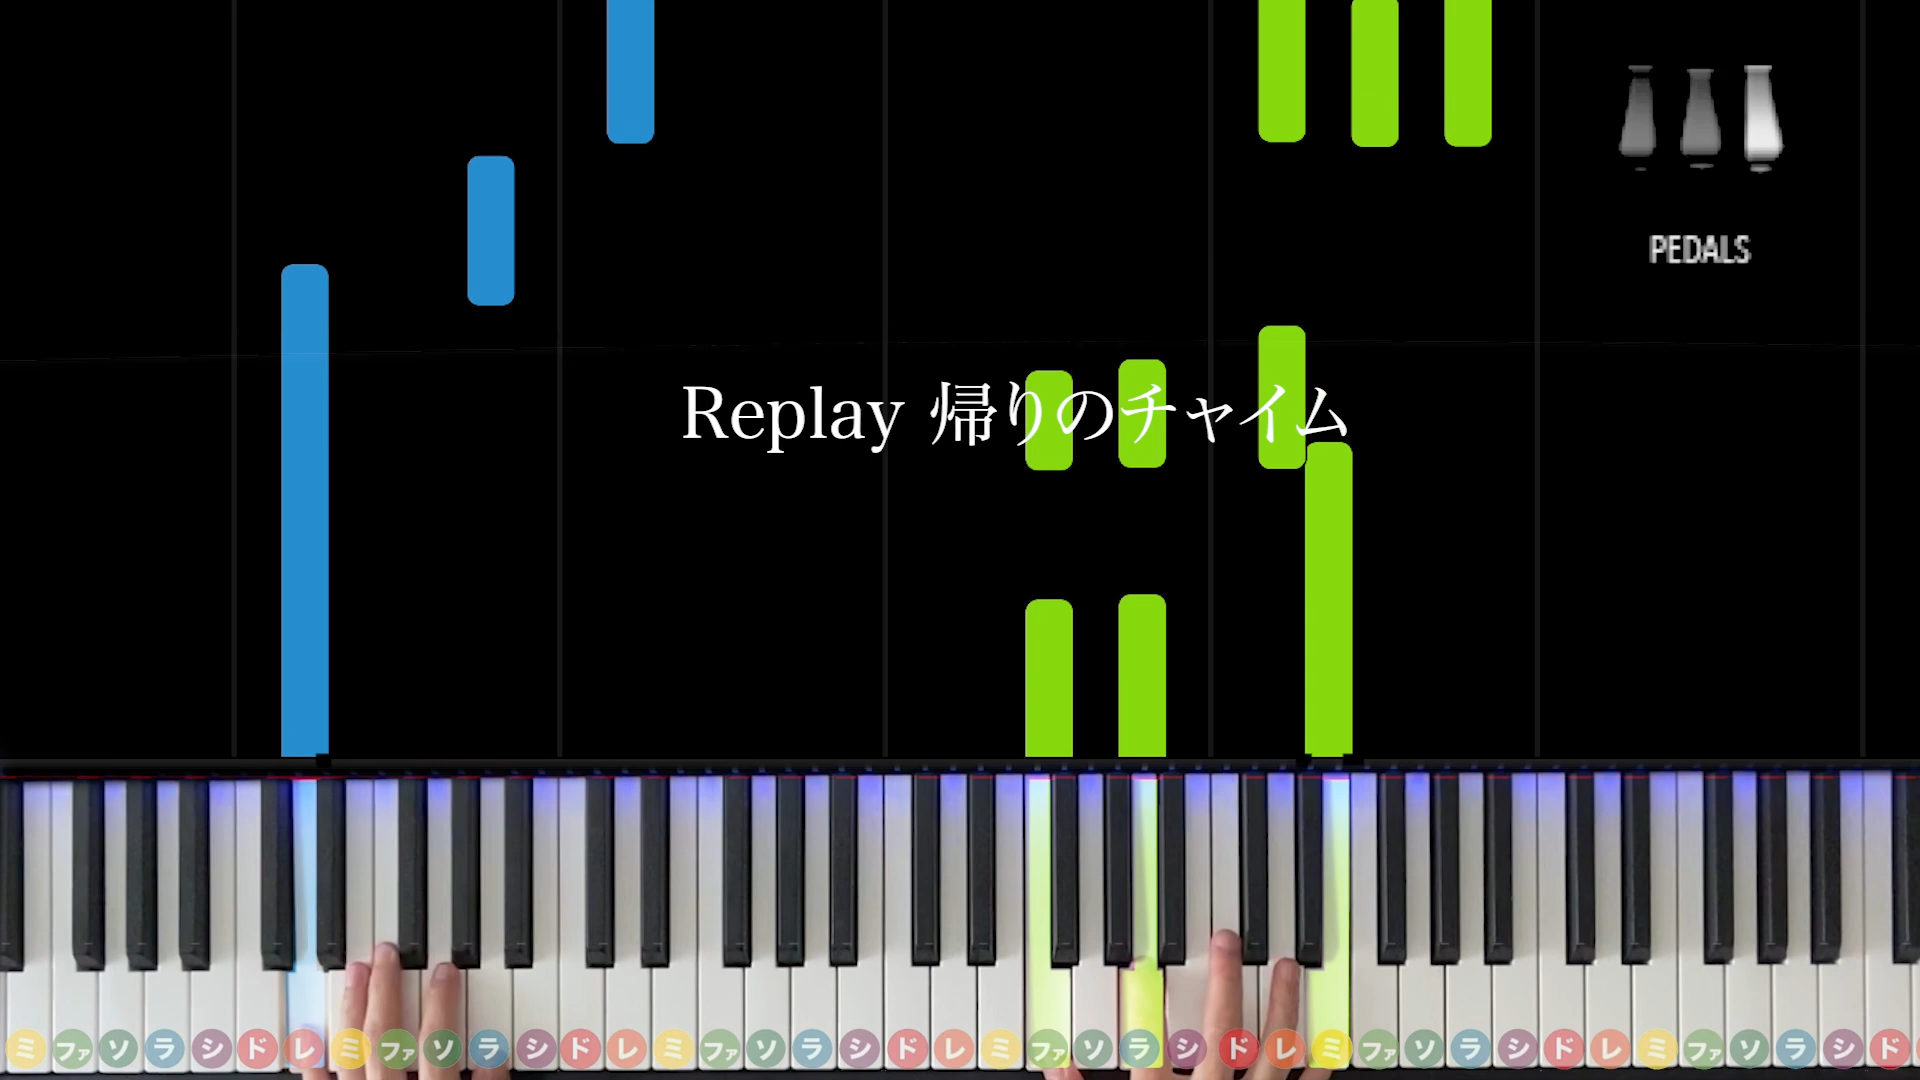 PEDALS
Replay 帰りのチャイム
ミ ファ ソ ラ シ ド レ ミ ファ ソ ラ シ ド レ ミ ファ ソ ラ シ ド レ ミ ファ ソ ラ シ ド レ ミ ファ ソ ラ シ ド レ ミ ファ ソ ラ シ ド